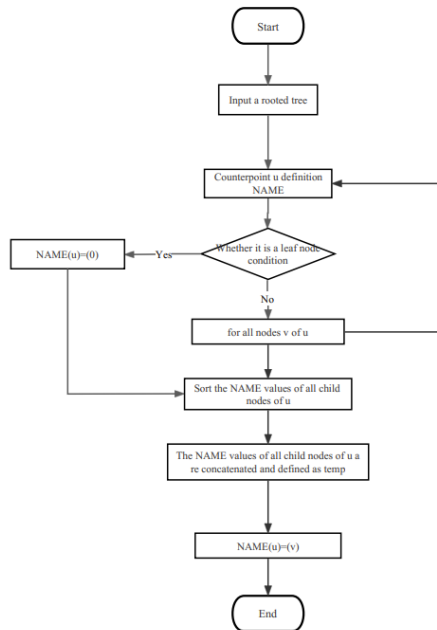 Start
Input a rooted tree
Counterpoint u definition
NAME
Whether it is a leaf node
condition
Yes
NAME(u)=(0)
No
for all nodes v of u
Sort the NAME values of all child
nodes of u
The NAME values of all child nodes of u a
re concatenated and defined as temp
NAME(u)=(v)
End